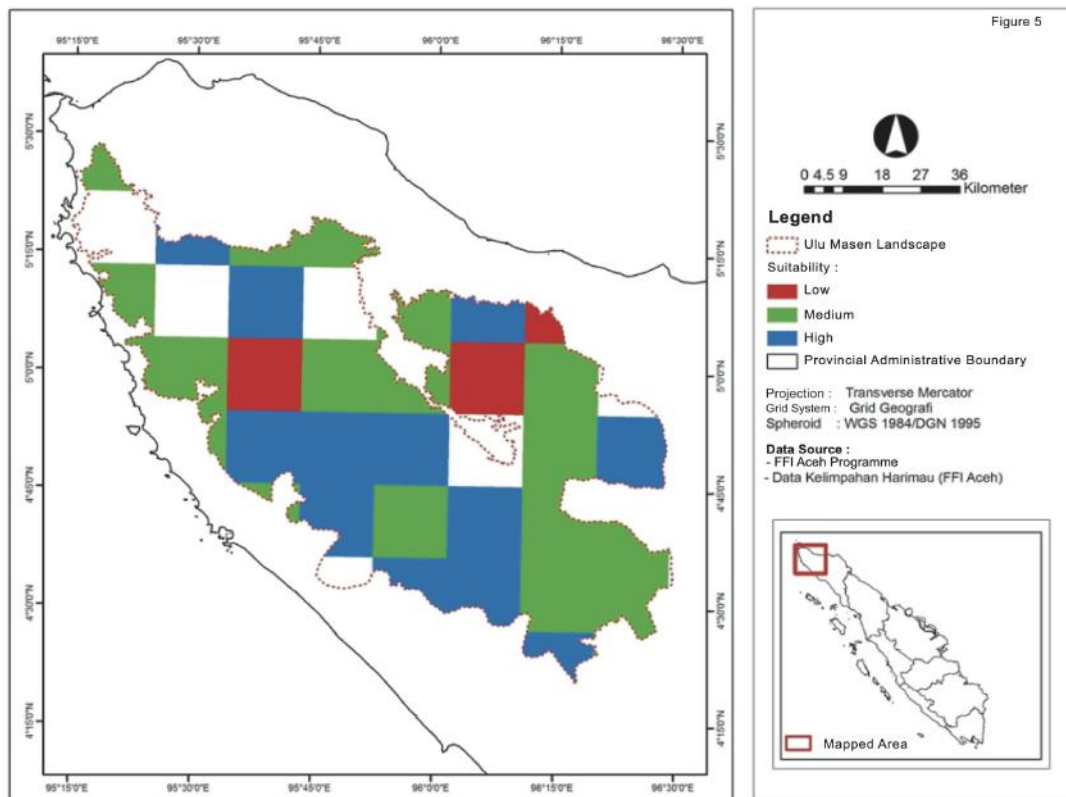 Figure 5
95°15'0"E 95°30'0"E 95°45'0"E 96°0'0"E 96°15'0"E 96°30'0"E
5°30'0"N 5°30'0"N
5°15'0"N 5°15'0"N
5°0'0"N 5°0'0"N
4°45'0"N 4°45'0"N
4°30'0"N 4°30'0"N
4°15'0"N 4°15'0"N
95°15'0"E 95°30'0"E 95°45'0"E 96°0'0"E 96°15'0"E 96°30'0"E
0 4.5 9 18 27 36
Kilometer
Legend
Ulu Masen Landscape
Suitability :
Low
Medium
High
Provincial Administrative Boundary
Projection : Transverse Mercator
Grid System : Grid Geografi
Spheroid : WGS 1984/DGN 1995
Data Source :
- FFI Aceh Programme
- Data Kelimpahan Harimau (FFI Aceh)
Mapped Area